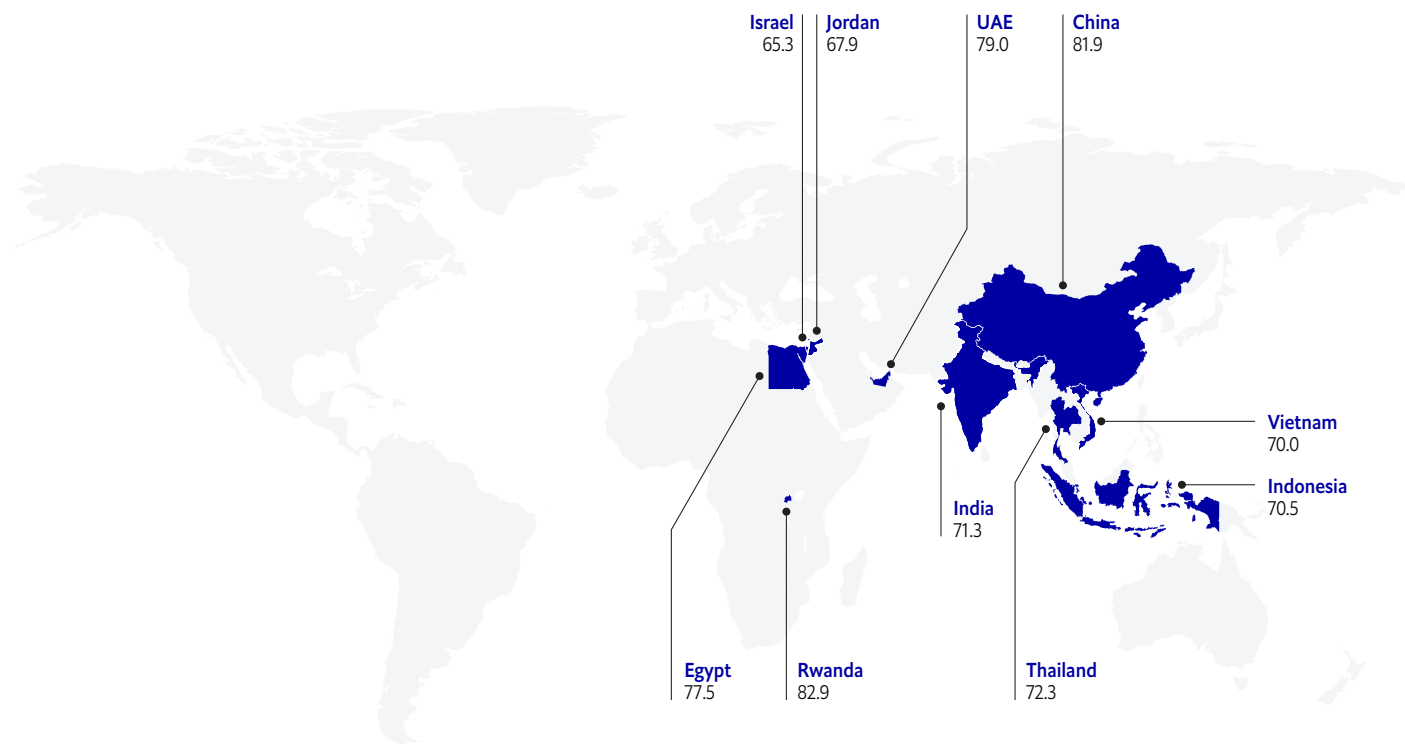 Israel
65.3
Jordan
67.9
UAE
79.0
China
81.9
Vietnam
70.0
Indonesia
70.5
India
71.3
Egypt
77.5
Rwanda
82.9
Thailand
72.3